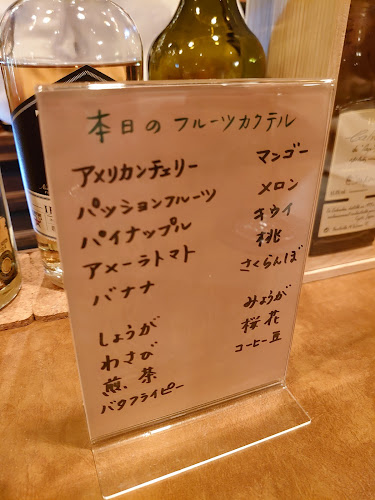 本日のフルーツカクテル
アメリカンチェリー
パッションフルーツ
パイナップル
アメーラトマト
バナナ
しょうが
わさび
煎茶
バタフライピー
マンゴー
メロン
キウイ
桃
さくらんぼ
みょうが
桜花
コーヒー豆